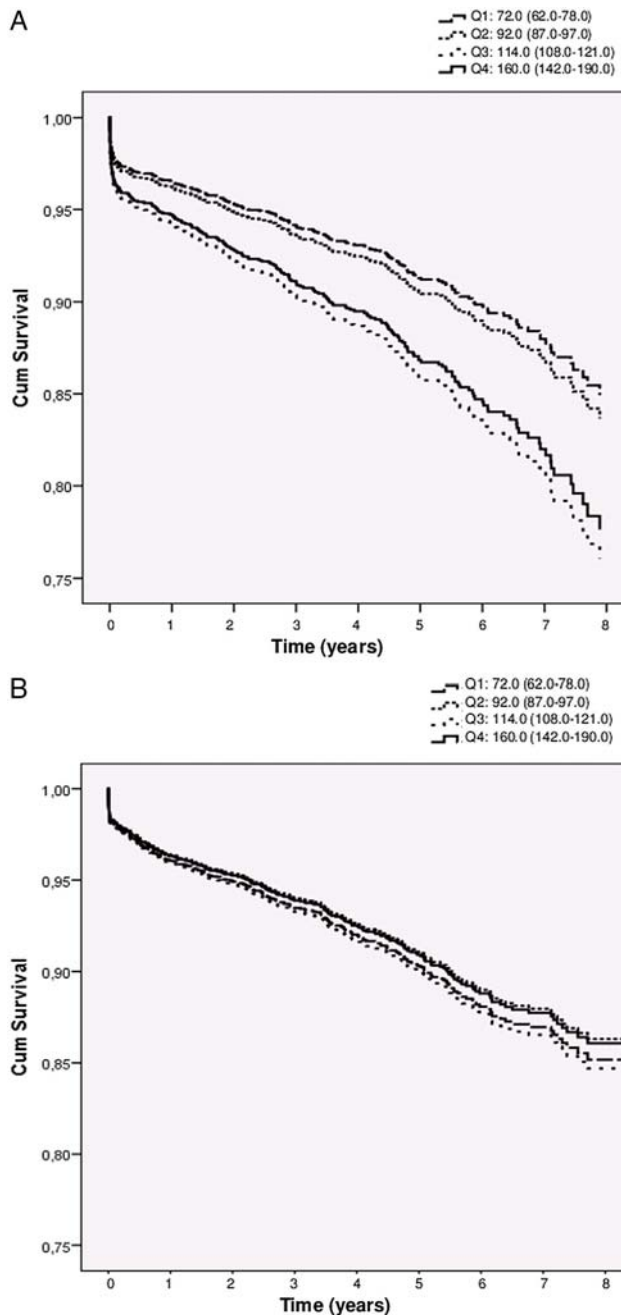 A
Q1: 72.0 (62.0-78.0)
Q2: 92.0 (87.0-97.0)
Q3: 114.0 (108.0-121.0)
Q4: 160.0 (142.0-190.0)
1,00
0,95
0,90
0,85
0,80
0,75
Cum Survival
0 1 2 3 4 5 6 7 8
Time (years)
B
Q1: 72.0 (62.0-78.0)
Q2: 92.0 (87.0-97.0)
Q3: 114.0 (108.0-121.0)
Q4: 160.0 (142.0-190.0)
1,00
0,95
0,90
0,85
0,80
0,75
Cum Survival
0 1 2 3 4 5 6 7 8
Time (years)